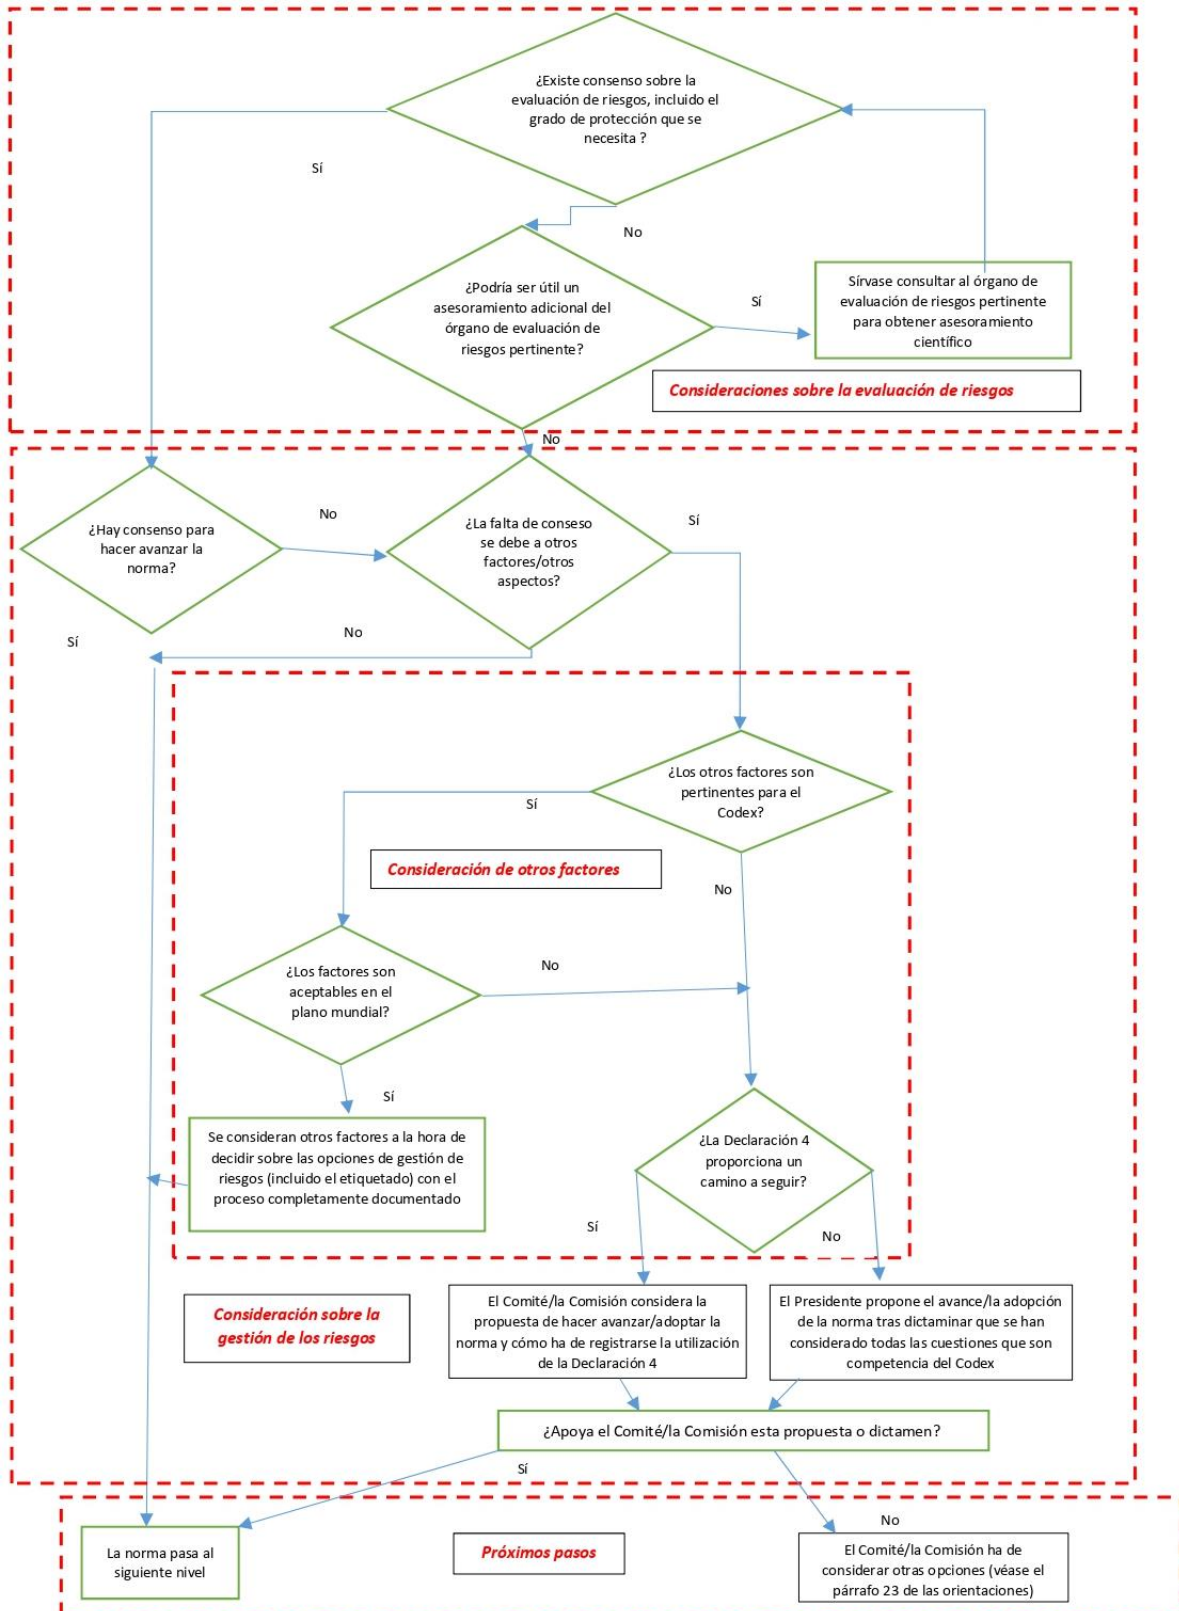 ¿Existe consenso sobre la
evaluación de riesgos, incluido el
grado de protección que se
necesita ?
Sí
No
¿Podría ser útil un
asesoramiento adicional del
órgano de evaluación de
riesgos pertinente?
Sí
Sírvase consultar al órgano de
evaluación de riesgos pertinente
para obtener asesoramiento
científico
Consideraciones sobre la evaluación de riesgos
No
¿Hay consenso para
hacer avanzar la
norma?
No
¿La falta de conseso
se debe a otros
factores/otros
aspectos?
Sí
Sí
No
¿Los otros factores son
pertinentes para el
Codex?
Sí
Consideración de otros factores
No
¿Los factores son
aceptables en el
plano mundial?
No
Sí
Se consideran otros factores a la hora de
decidir sobre las opciones de gestión de
riesgos (incluido el etiquetado) con el
proceso completamente documentado
¿La Declaración 4
proporciona un
camino a seguir?
Sí
No
Consideración sobre la
gestión de los riesgos
El Comité/la Comisión considera la
propuesta de hacer avanzar/adoptar la
norma y cómo ha de registrarse la utilización
de la Declaración 4
El Presidente propone el avance/la adopción
de la norma tras dictaminar que se han
considerado todas las cuestiones que son
competencia del Codex
¿Apoya el Comité/la Comisión esta propuesta o dictamen?
Sí
No
La norma pasa al
siguiente nivel
Próximos pasos
El Comité/la Comisión ha de
considerar otras opciones (véase el
párrafo 23 de las orientaciones)